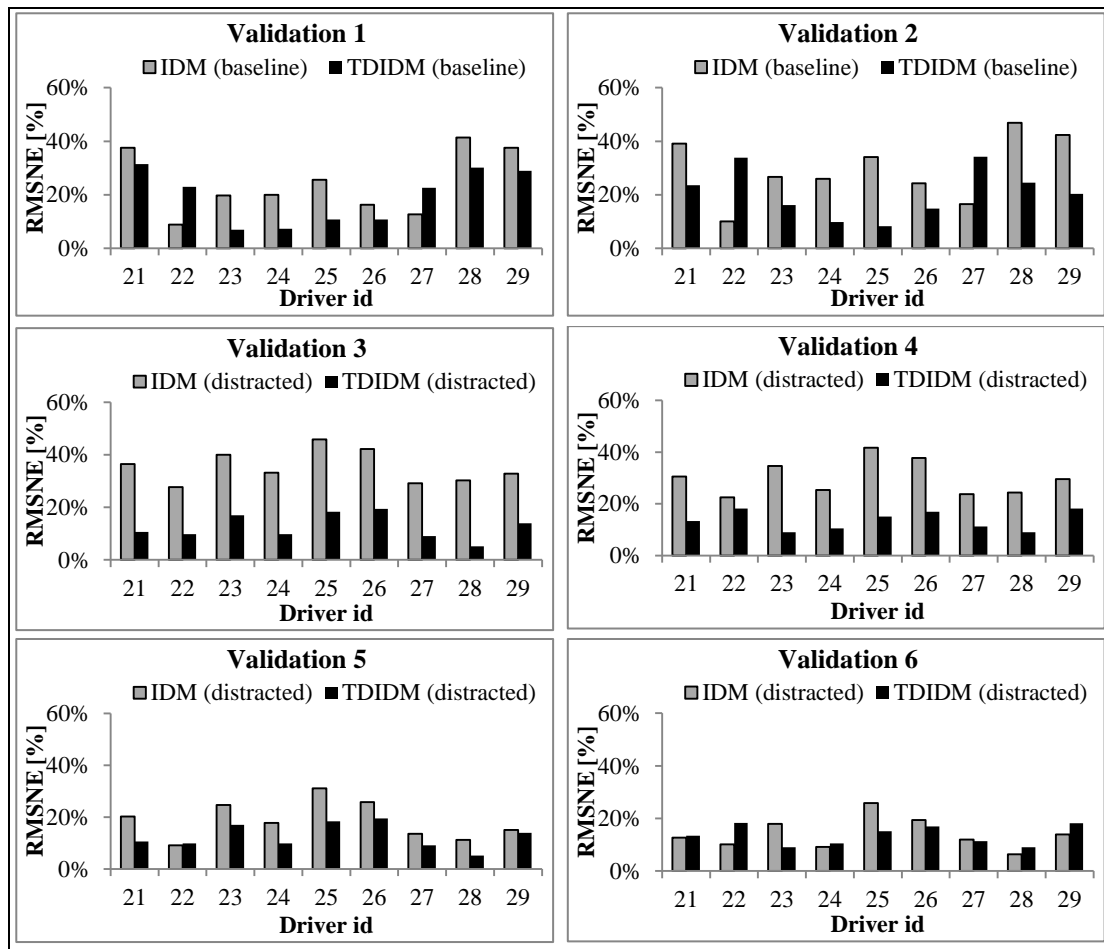 Validation 1
IDM (baseline) TDIDM (baseline)
RMSNE [%]
60%
40%
20%
0%
21 22 23 24 25 26 27 28 29
Driver id
Validation 2
IDM (baseline) TDIDM (baseline)
RMSNE [%]
60%
40%
20%
0%
21 22 23 24 25 26 27 28 29
Driver id
Validation 3
IDM (distracted) TDIDM (distracted)
RMSNE [%]
60%
40%
20%
0%
21 22 23 24 25 26 27 28 29
Driver id
Validation 4
IDM (distracted) TDIDM (distracted)
RMSNE [%]
60%
40%
20%
0%
21 22 23 24 25 26 27 28 29
Driver id
Validation 5
IDM (distracted) TDIDM (distracted)
RMSNE [%]
60%
40%
20%
0%
21 22 23 24 25 26 27 28 29
Driver id
Validation 6
IDM (distracted) TDIDM (distracted)
RMSNE [%]
60%
40%
20%
0%
21 22 23 24 25 26 27 28 29
Driver id